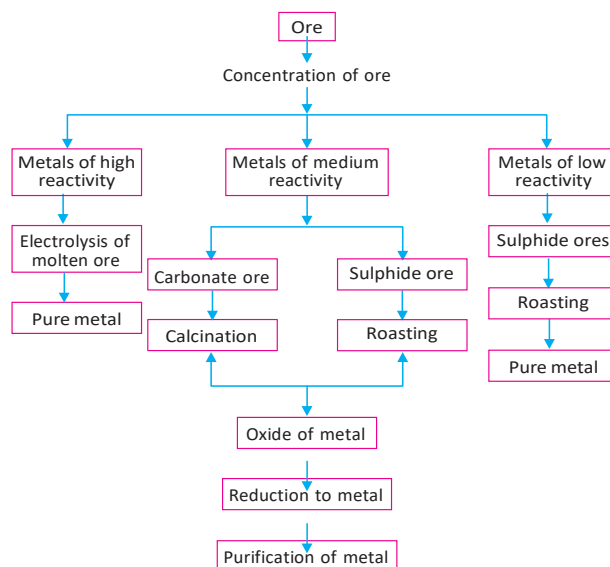 Ore
Concentration of ore
Metals of high
reactivity
Metals of medium
reactivity
Metals of low
reactivity
Electrolysis of
molten ore
Carbonate ore
Sulphide ore
Sulphide ores
Pure metal
Calcination
Roasting
Roasting
Pure metal
Oxide of metal
Reduction to metal
Purification of metal